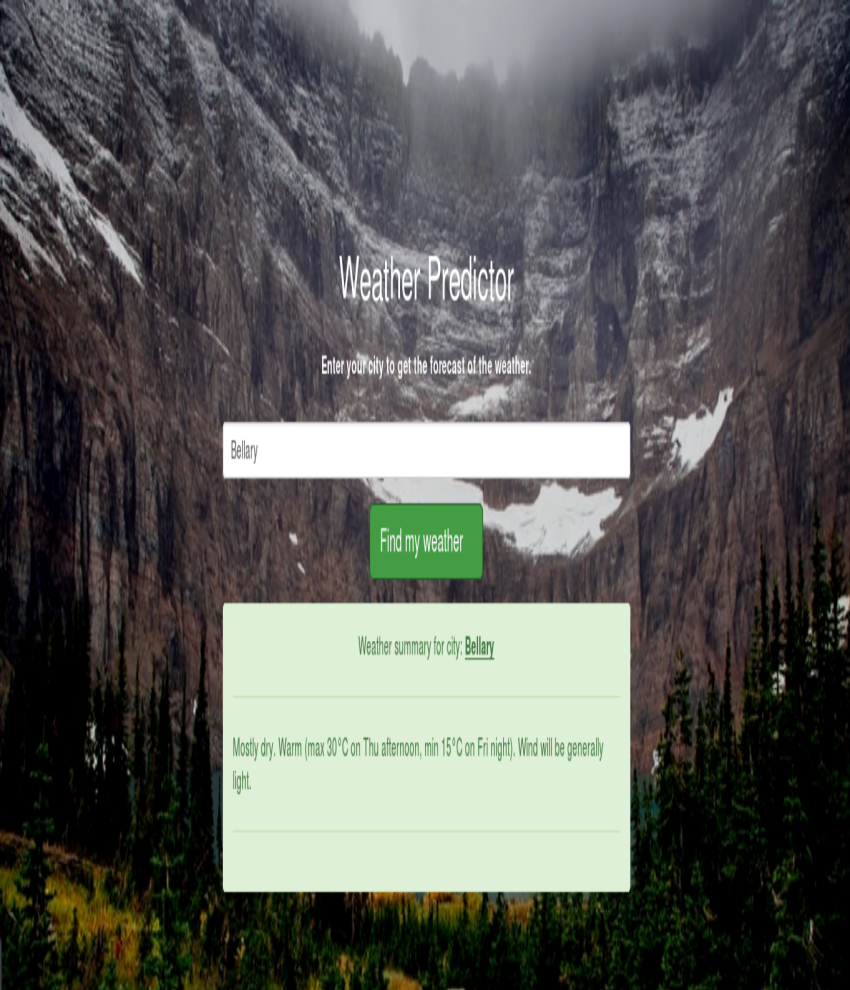 Weather Predictor
Enter your city to get the forecast of the weather.
Bellary
Find my weather
Weather summary for city: Bellary
Mostly dry. Warm (max 30°C on Thu afternoon, min 15°C on Fri night). Wind will be generally
light.